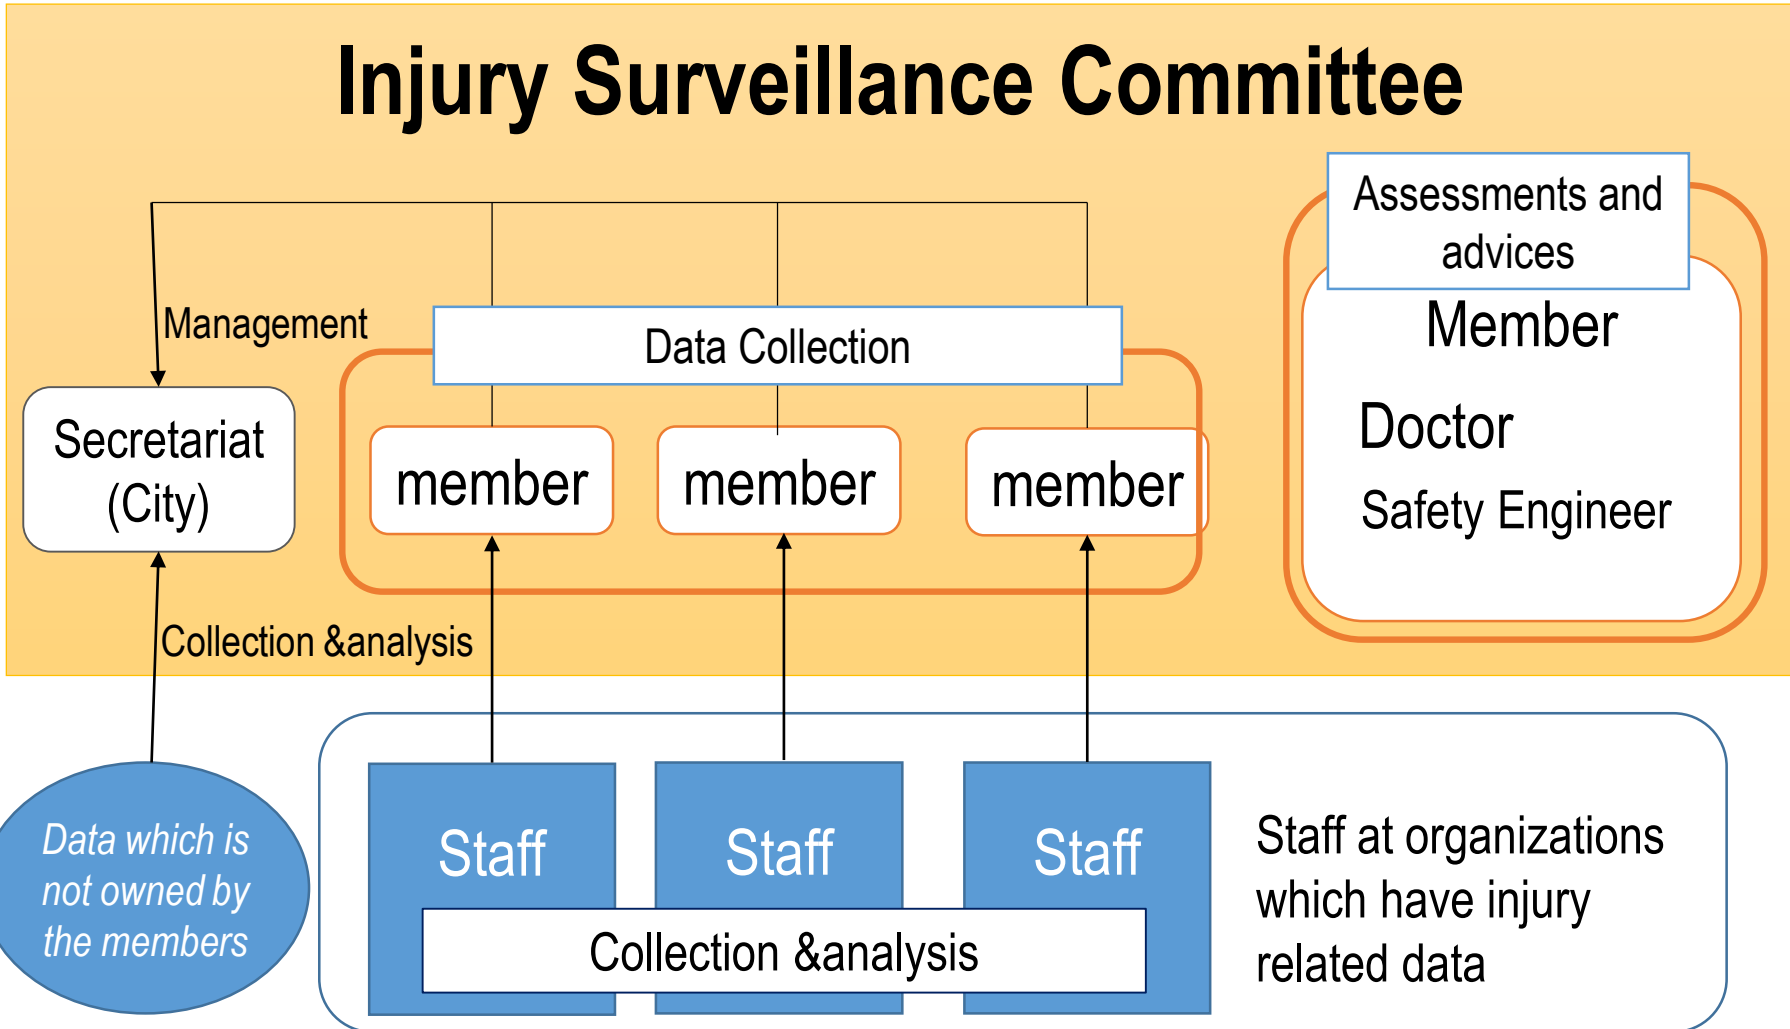 Injury Surveillance Committee
Assessments and
advices
Member
Doctor
Safety Engineer
Management
Data Collection
Secretariat
(City)
member
member
member
Collection &analysis
Data which is
not owned by
the members
Staff
Staff
Staff
Collection &analysis
Staff at organizations
which have injury
related data